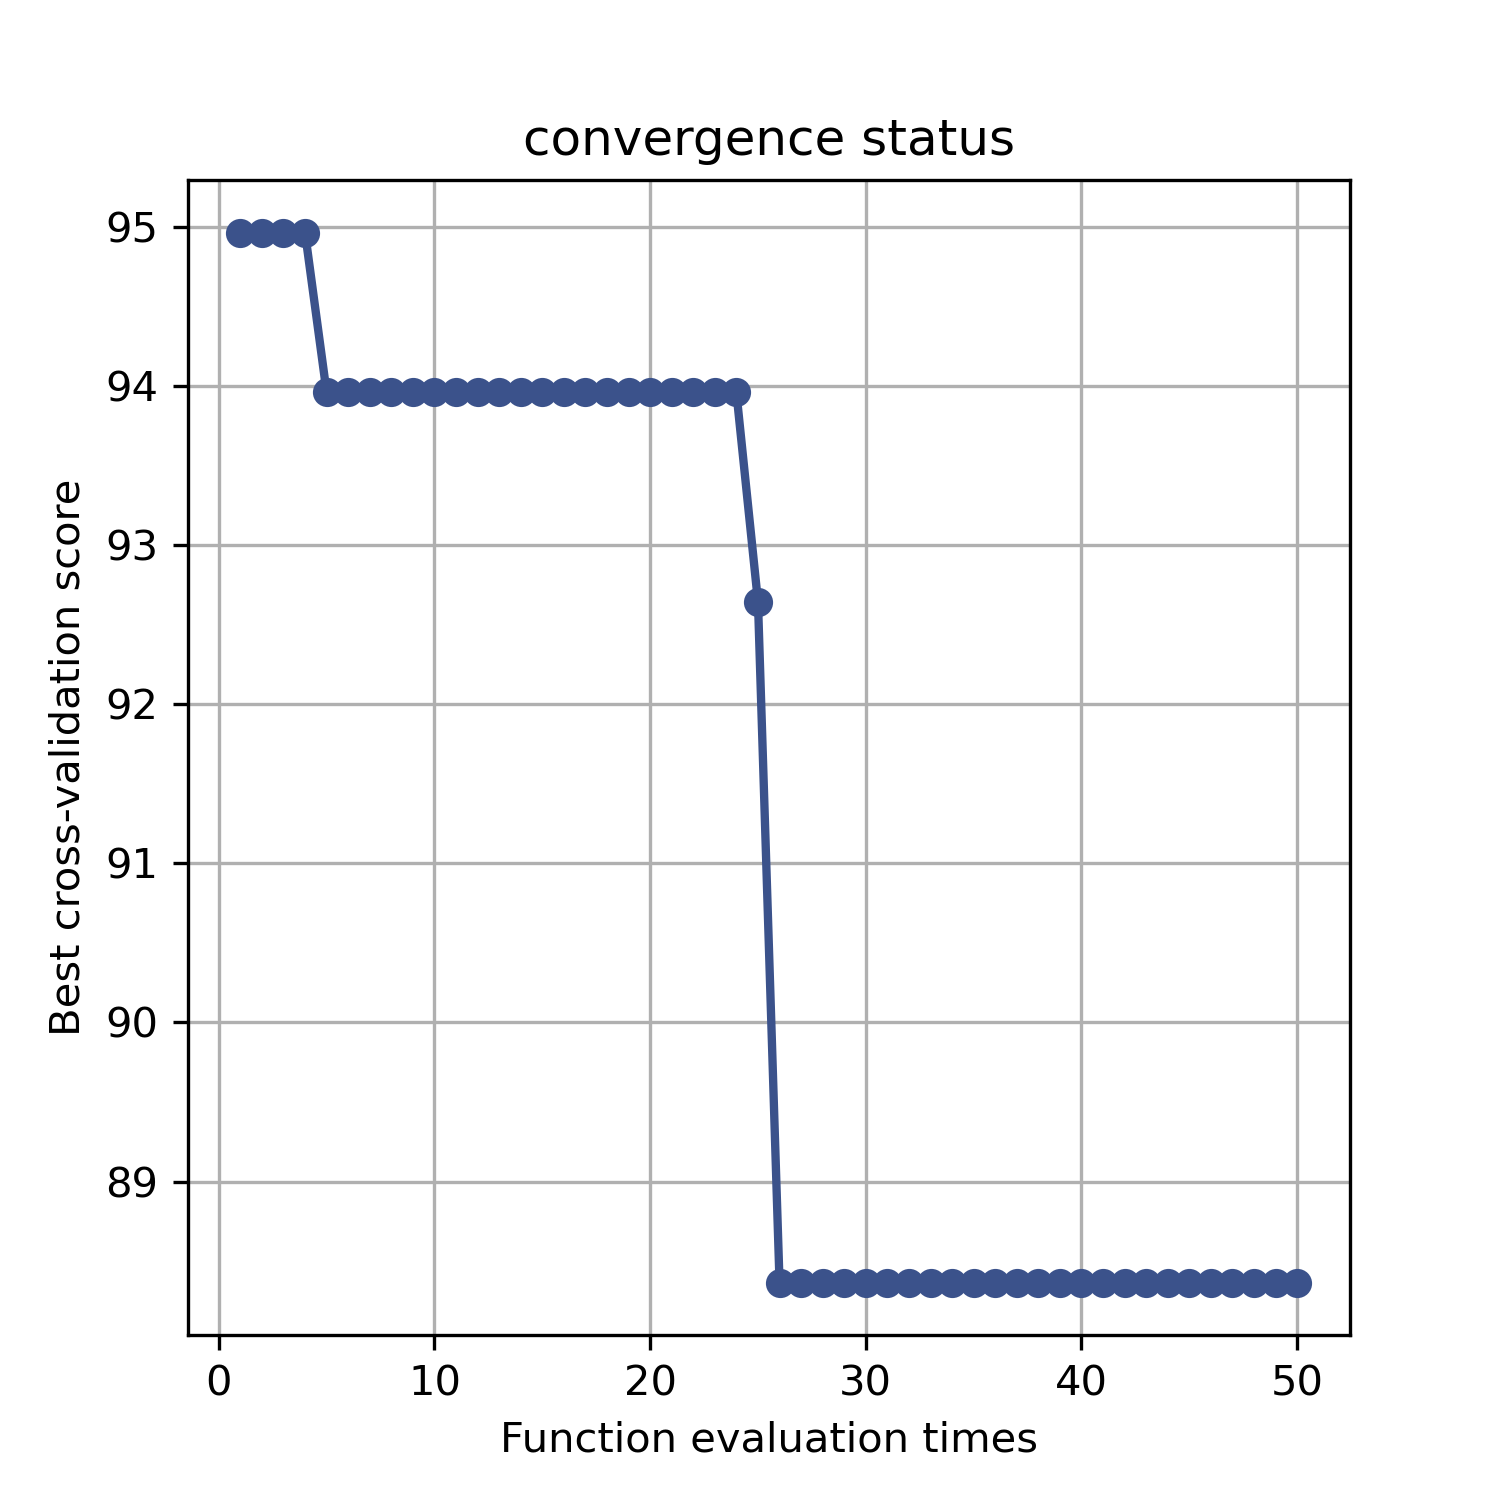 convergence status
Best cross-validation score
95
94
93
92
91
90
89
0 10 20 30 40 50
Function evaluation times